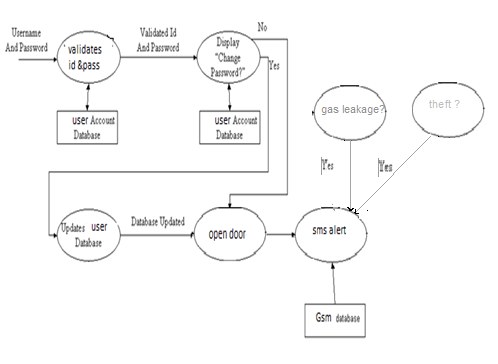 Username
And Password
validates
id &pass
Validated Id
And Password
Display
"Change
Password?"
No
Yes
user Account
Database
user Account
Database
gas leakage?
theft ?
Yes
Yes
Updates user
Database
Database Updated
open door
sms alert
Gsm database